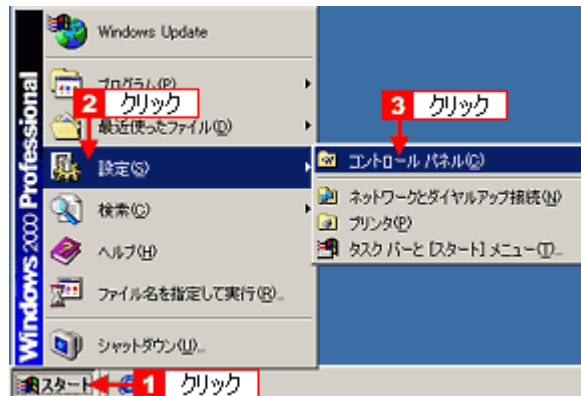 Windows 2000 Professional
Windows Update
プログラム(P)
2 クリック
最近使ったファイル(D)
設定(S)
検索(C)
ヘルプ(H)
ファイル名を指定して実行(R)...
シャットダウン(U)...
3 クリック
コントロール パネル(C)
ネットワークとダイヤルアップ接続(N)
プリンタ(P)
タスク バーと [スタート] メニュー(T)...
スタート
1 クリック